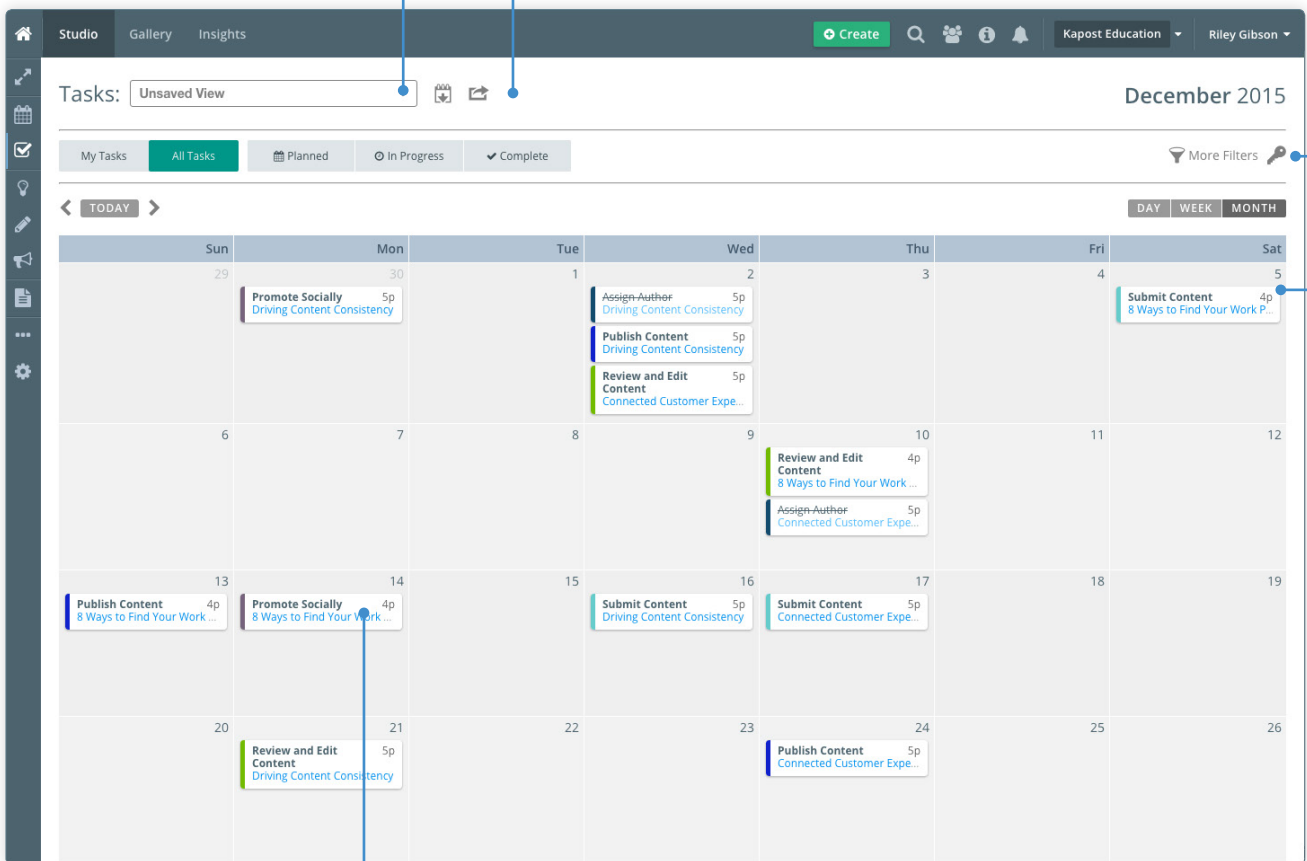 Studio Gallery Insights Create Kapost Education Riley Gibson
Tasks: Unsaved View December 2015
My Tasks All Tasks Planned In Progress Complete More Filters
TODAY DAY WEEK MONTH
Sun Mon Tue Wed Thu Fri Sat
29 30 1 2 3 4 5
Promote Socially 5p
Driving Content Consistency
Assign Author 5p
Driving Content Consistency
Publish Content 5p
Driving Content Consistency
Review and Edit 5p
Content
Connected Customer Expe...
Submit Content 4p
8 Ways to Find Your Work P...
6 7 8 9 10 11 12
Review and Edit 4p
Content
8 Ways to Find Your Work ...
Assign Author 5p
Connected Customer Expe...
13 14 15 16 17 18 19
Publish Content 4p
8 Ways to Find Your Work ...
Promote Socially 4p
8 Ways to Find Your Work ...
Submit Content 5p
Driving Content Consistency
Submit Content 5p
Connected Customer Expe...
20 21 22 23 24 25 26
Review and Edit 5p
Content
Driving Content Consistency
Publish Content 5p
Connected Customer Expe...